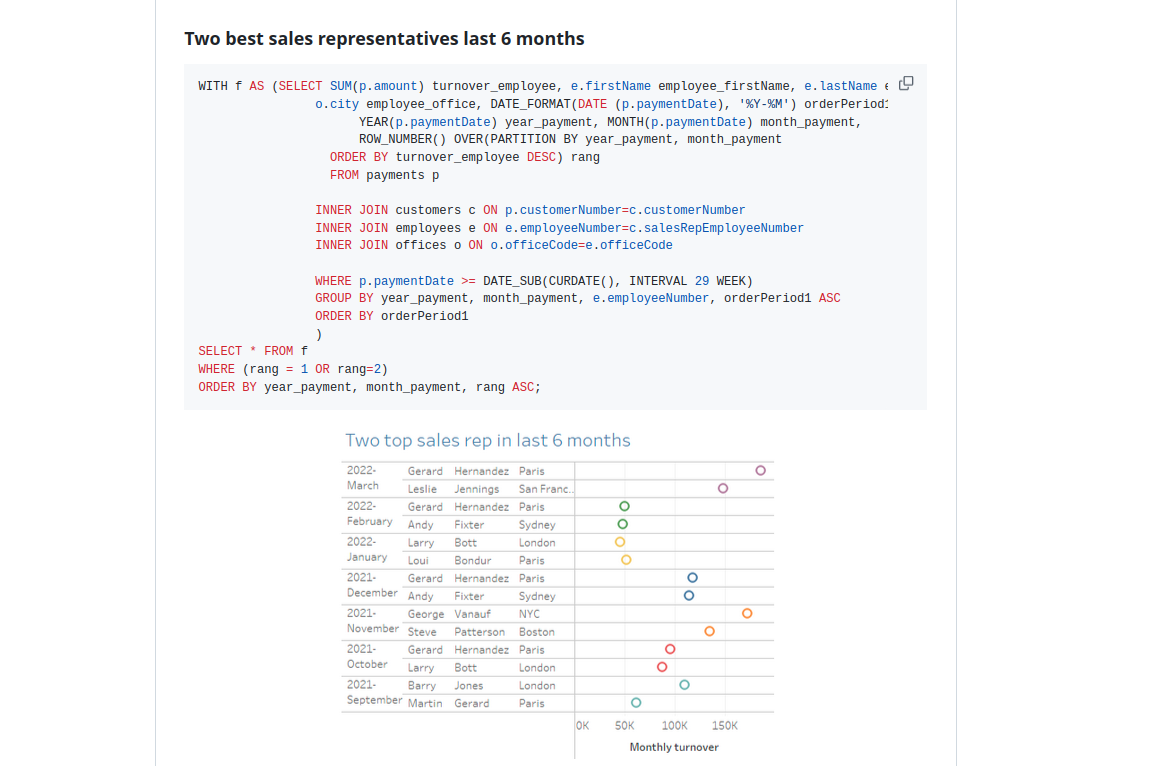 Two best sales representatives last 6 months
WITH f AS (SELECT SUM(p.amount) turnover_employee, e.firstName employee_firstName, e.lastName
o.city employee_office, DATE_FORMAT(DATE (p.paymentDate), '%Y-%M') orderPeriod1
YEAR(p.paymentDate) year_payment, MONTH(p.paymentDate) month_payment,
ROW_NUMBER() OVER(PARTITION BY year_payment, month_payment
ORDER BY turnover_employee DESC) rang
FROM payments p
INNER JOIN customers c ON p.customerNumber=c.customerNumber
INNER JOIN employees e ON e.employeeNumber=c.salesRepEmployeeNumber
INNER JOIN offices o ON o.officeCode=e.officeCode
WHERE p.paymentDate >= DATE_SUB(CURDATE(), INTERVAL 29 WEEK)
GROUP BY year_payment, month_payment, e.employeeNumber, orderPeriod1 ASC
ORDER BY orderPeriod1
)
SELECT * FROM f
WHERE (rang = 1 OR rang=2)
ORDER BY year_payment, month_payment, rang ASC;
Two top sales rep in last 6 months
2022-March Gerard Hernandez Paris
Leslie Jennings San Franc..
2022-February Gerard Hernandez Paris
Andy Fixter Sydney
2022-January Larry Bott London
Loui Bondur Paris
2021-December Gerard Hernandez Paris
Andy Fixter Sydney
2021-November George Vanauf NYC
Steve Patterson Boston
2021-October Gerard Hernandez Paris
Larry Bott London
2021-September Barry Jones London
Martin Gerard Paris
0K 50K 100K 150K
Monthly turnover